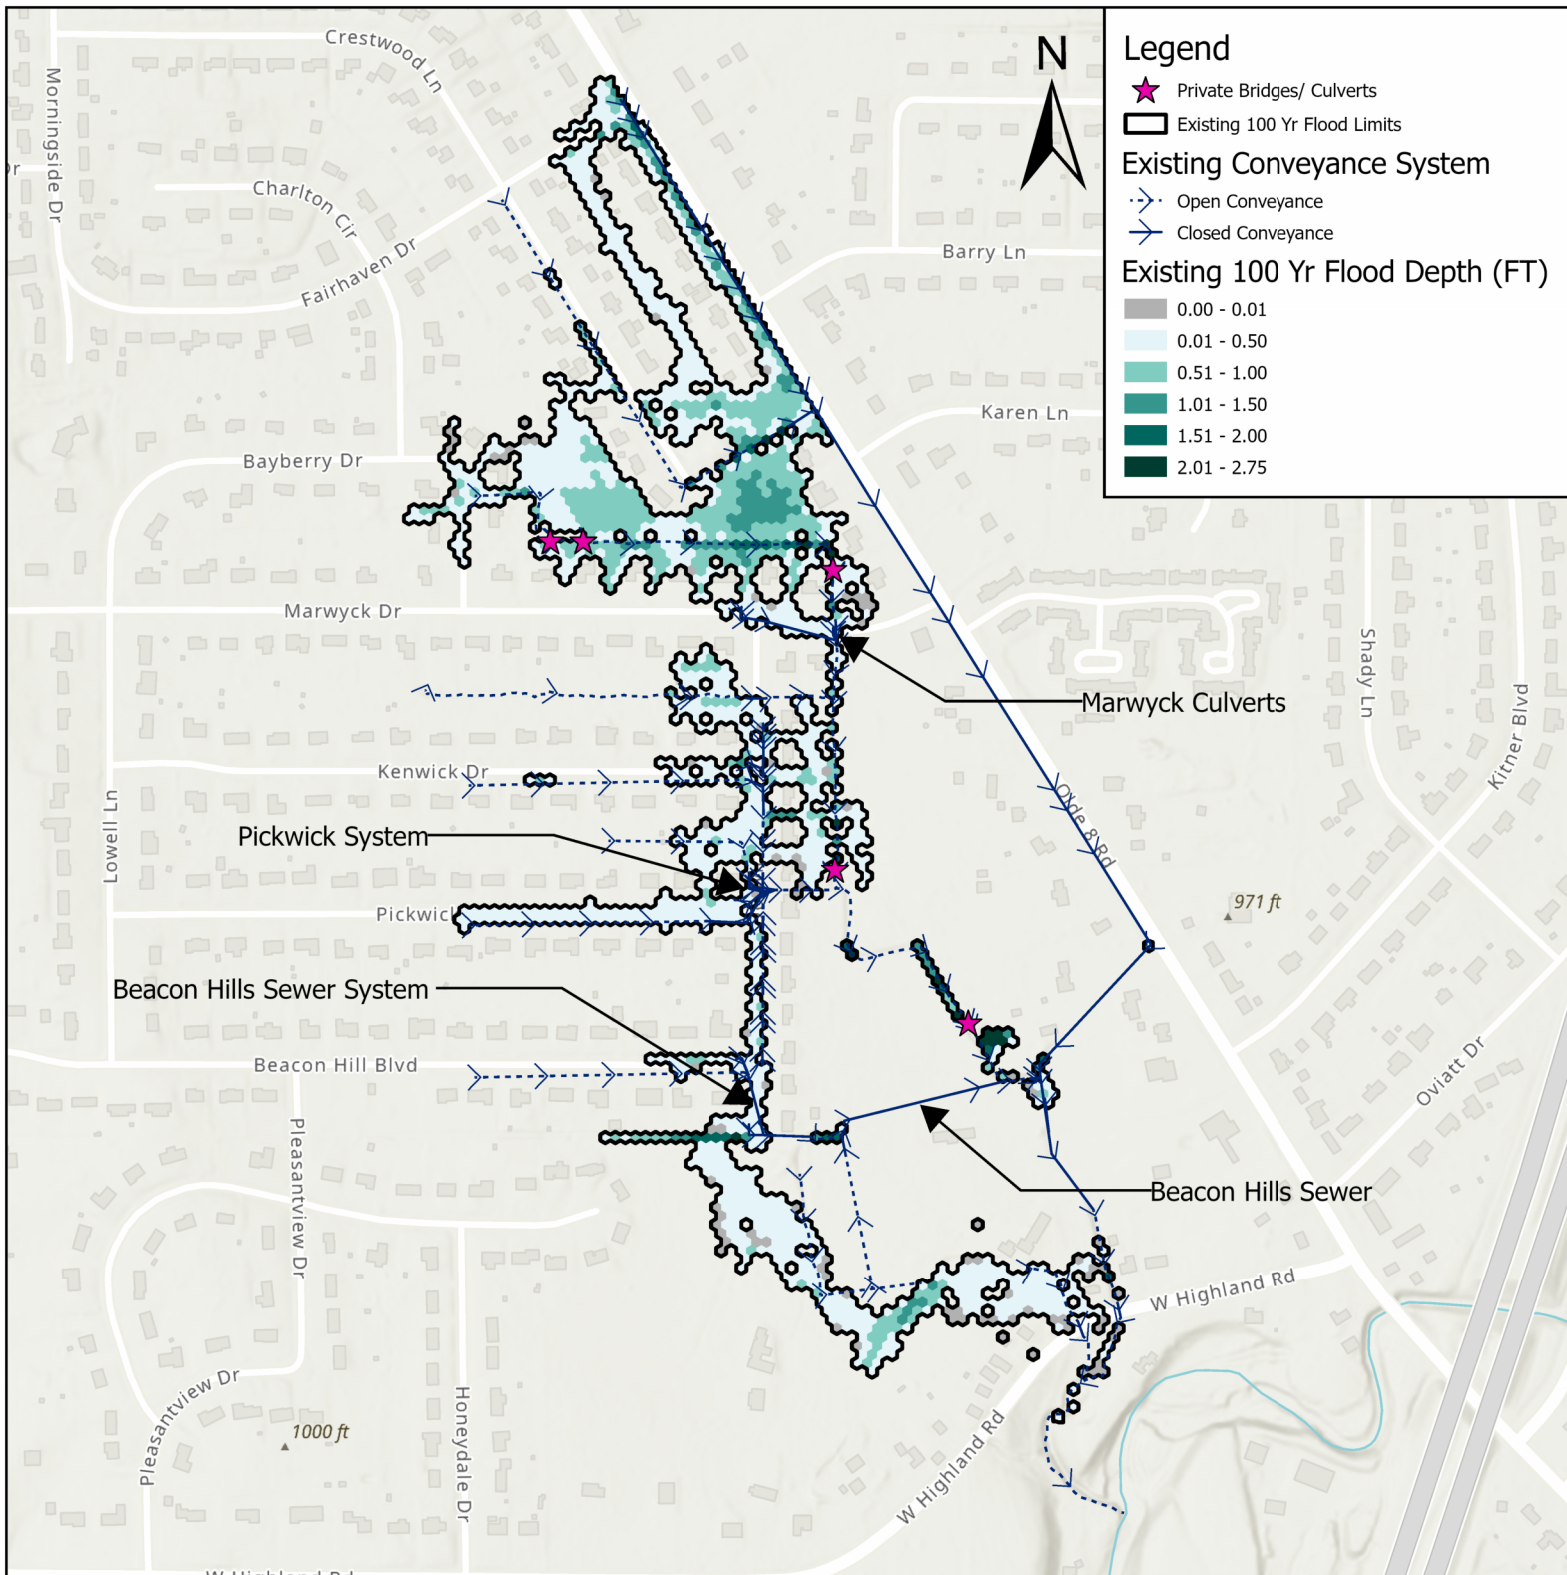 Legend
Private Bridges/ Culverts
Existing 100 Yr Flood Limits
Existing Conveyance System
Open Conveyance
Closed Conveyance
Existing 100 Yr Flood Depth (FT)
0.00 - 0.01
0.01 - 0.50
0.51 - 1.00
1.01 - 1.50
1.51 - 2.00
2.01 - 2.75
N
Crestwood Ln
Morningside Dr
Dr
Charlton Cir
Fairhaven Dr
Barry Ln
Karen Ln
Bayberry Dr
Marwyck Dr
Shady Ln
Kitner Blvd
Marwyck Culverts
Kenwick Dr
Lowell Ln
Olde 8 Rd
Pickwick System
Pickwick
971 ft
Beacon Hills Sewer System
Beacon Hill Blvd
Oviatt Dr
Pleasantview Dr
Beacon Hills Sewer
W Highland Rd
Pleasantview Dr
1000 ft
Honeydale Dr
W Highland Rd
W Highland Rd